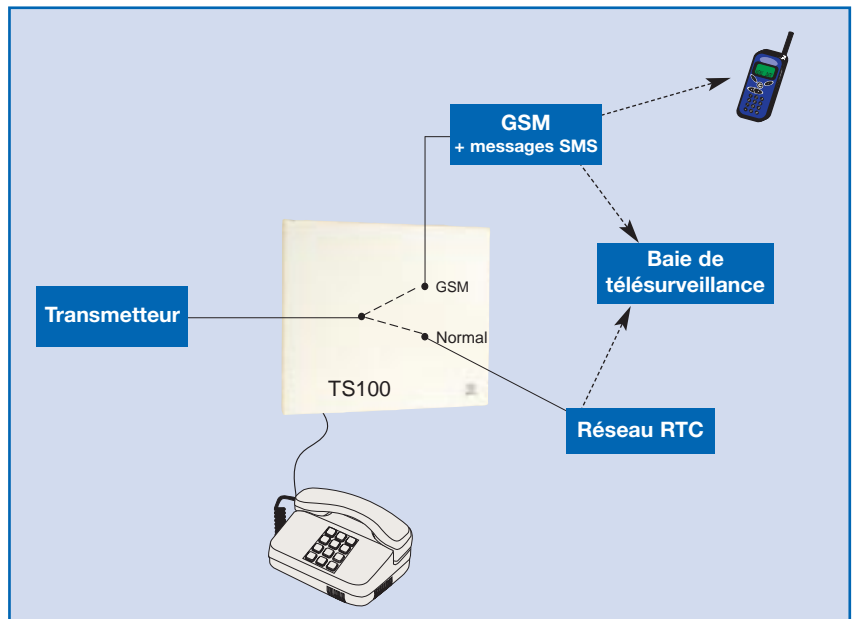 GSM
+ messages SMS
Baie de
télésurveillance
GSM
Transmetteur
Normal
TS100
Réseau RTC